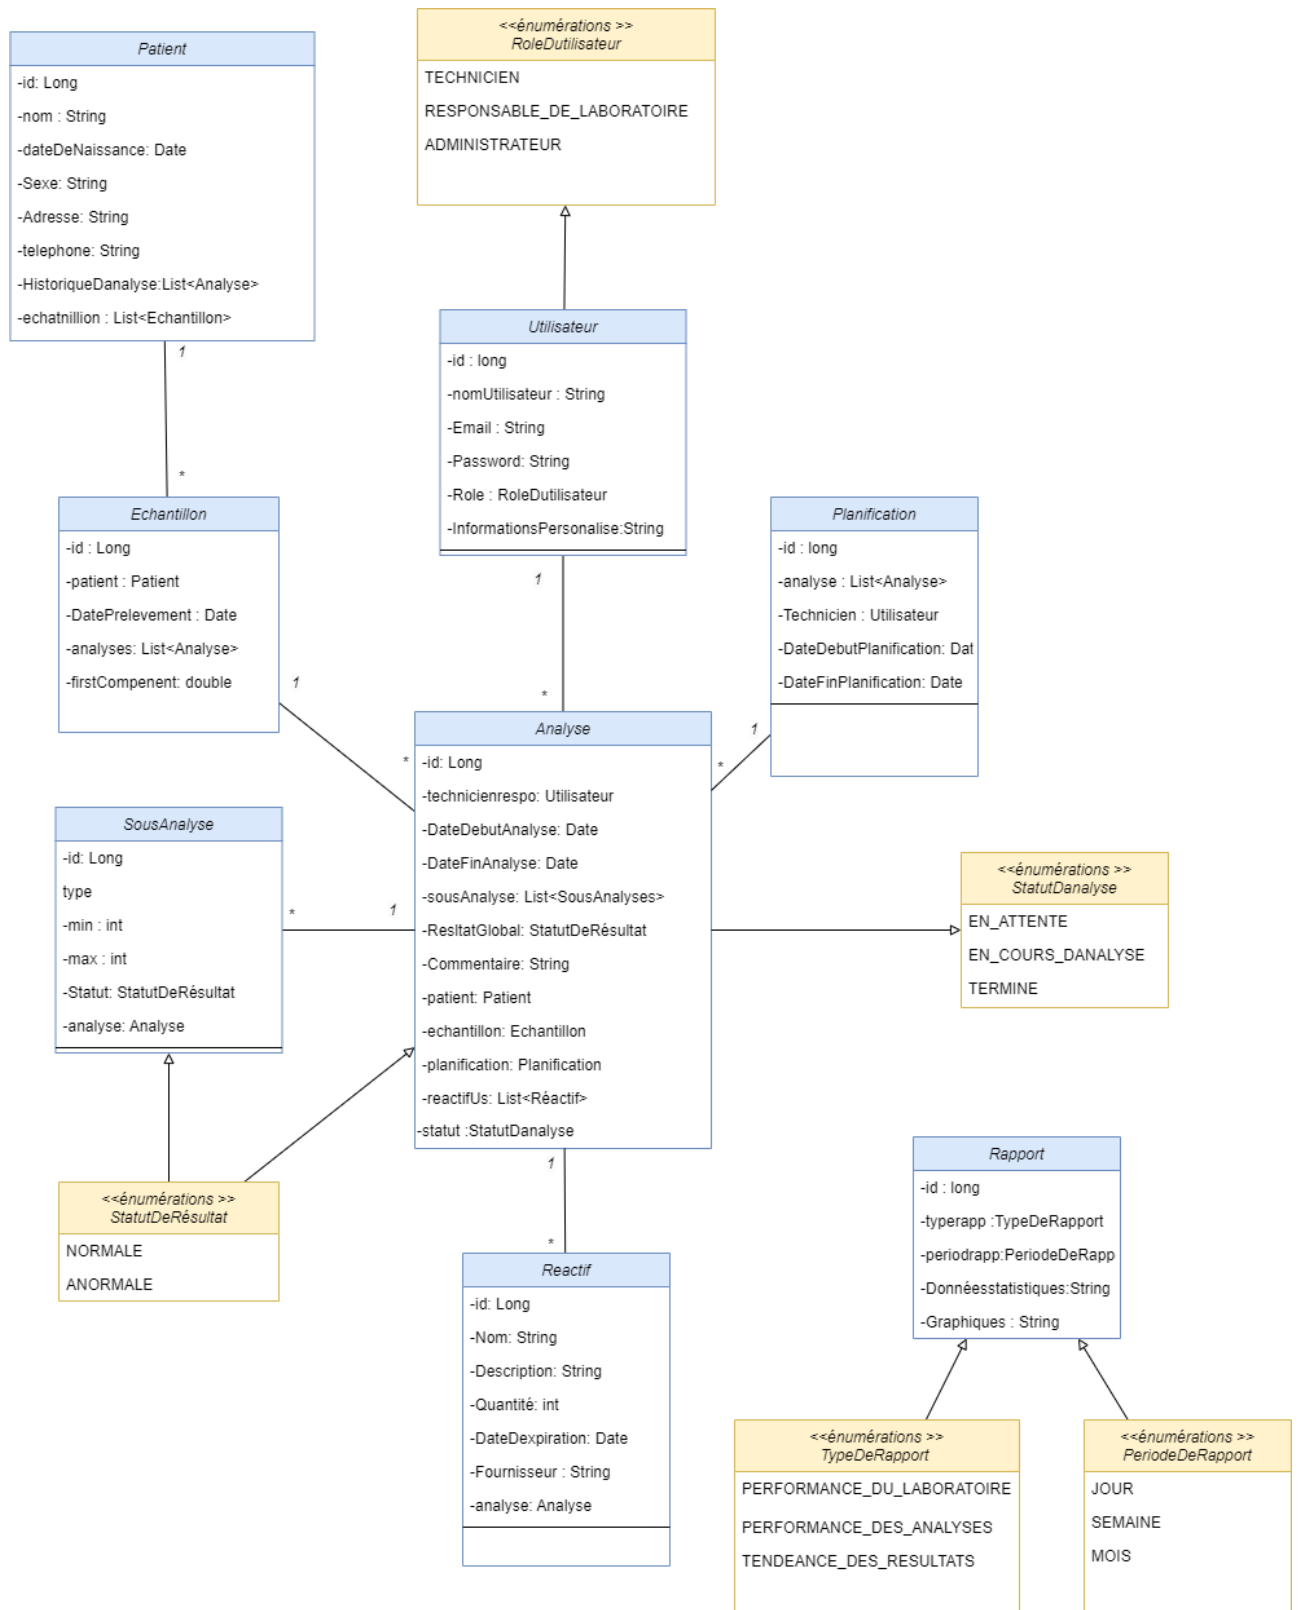 Patient
-id: Long
-nom : String
-dateDeNaissance: Date
-Sexe: String
-Adresse: String
-telephone: String
-HistoriqueDanalyse:List<Analyse>
-echatnillion : List<Echantillon>
<<énumérations >>
RoleDutilisateur
TECHNICIEN
RESPONSABLE_DE_LABORATOIRE
ADMINISTRATEUR
1
*
Utilisateur
-id : long
-nomUtilisateur : String
-Email : String
-Password: String
-Role : RoleDutilisateur
-InformationsPersonalise:String
1
*
Echantillon
-id : Long
-patient : Patient
-DatePrelevement : Date
-analyses: List<Analyse>
-firstCompenent: double
1
*
Planification
-id : long
-analyse : List<Analyse>
-Technicien : Utilisateur
-DateDebutPlanification: Dat
-DateFinPlanification: Date
1
*
Analyse
-id: Long
-technicienrespo: Utilisateur
-DateDebutAnalyse: Date
-DateFinAnalyse: Date
-sousAnalyse: List<SousAnalyses>
-ResltatGlobal: StatutDeRésultat
-Commentaire: String
-patient: Patient
-echantillon: Echantillon
-planification: Planification
-reactifUs: List<Réactif>
-statut :StatutDanalyse
SousAnalyse
-id: Long
type
-min : int
-max : int
-Statut: StatutDeRésultat
-analyse: Analyse
*
1
<<énumérations >>
StatutDanalyse
EN_ATTENTE
EN_COURS_DANALYSE
TERMINE
<<énumérations >>
StatutDeRésultat
NORMALE
ANORMALE
1
*
Reactif
-id: Long
-Nom: String
-Description: String
-Quantité: int
-DateDexpiration: Date
-Fournisseur : String
-analyse: Analyse
Rapport
-id : long
-typerapp :TypeDeRapport
-periodrapp:PeriodeDeRapp
-Donnéesstatistiques:String
-Graphiques : String
<<énumérations >>
TypeDeRapport
PERFORMANCE_DU_LABORATOIRE
PERFORMANCE_DES_ANALYSES
TENDEANCE_DES_RESULTATS
<<énumérations >>
PeriodeDeRapport
JOUR
SEMAINE
MOIS